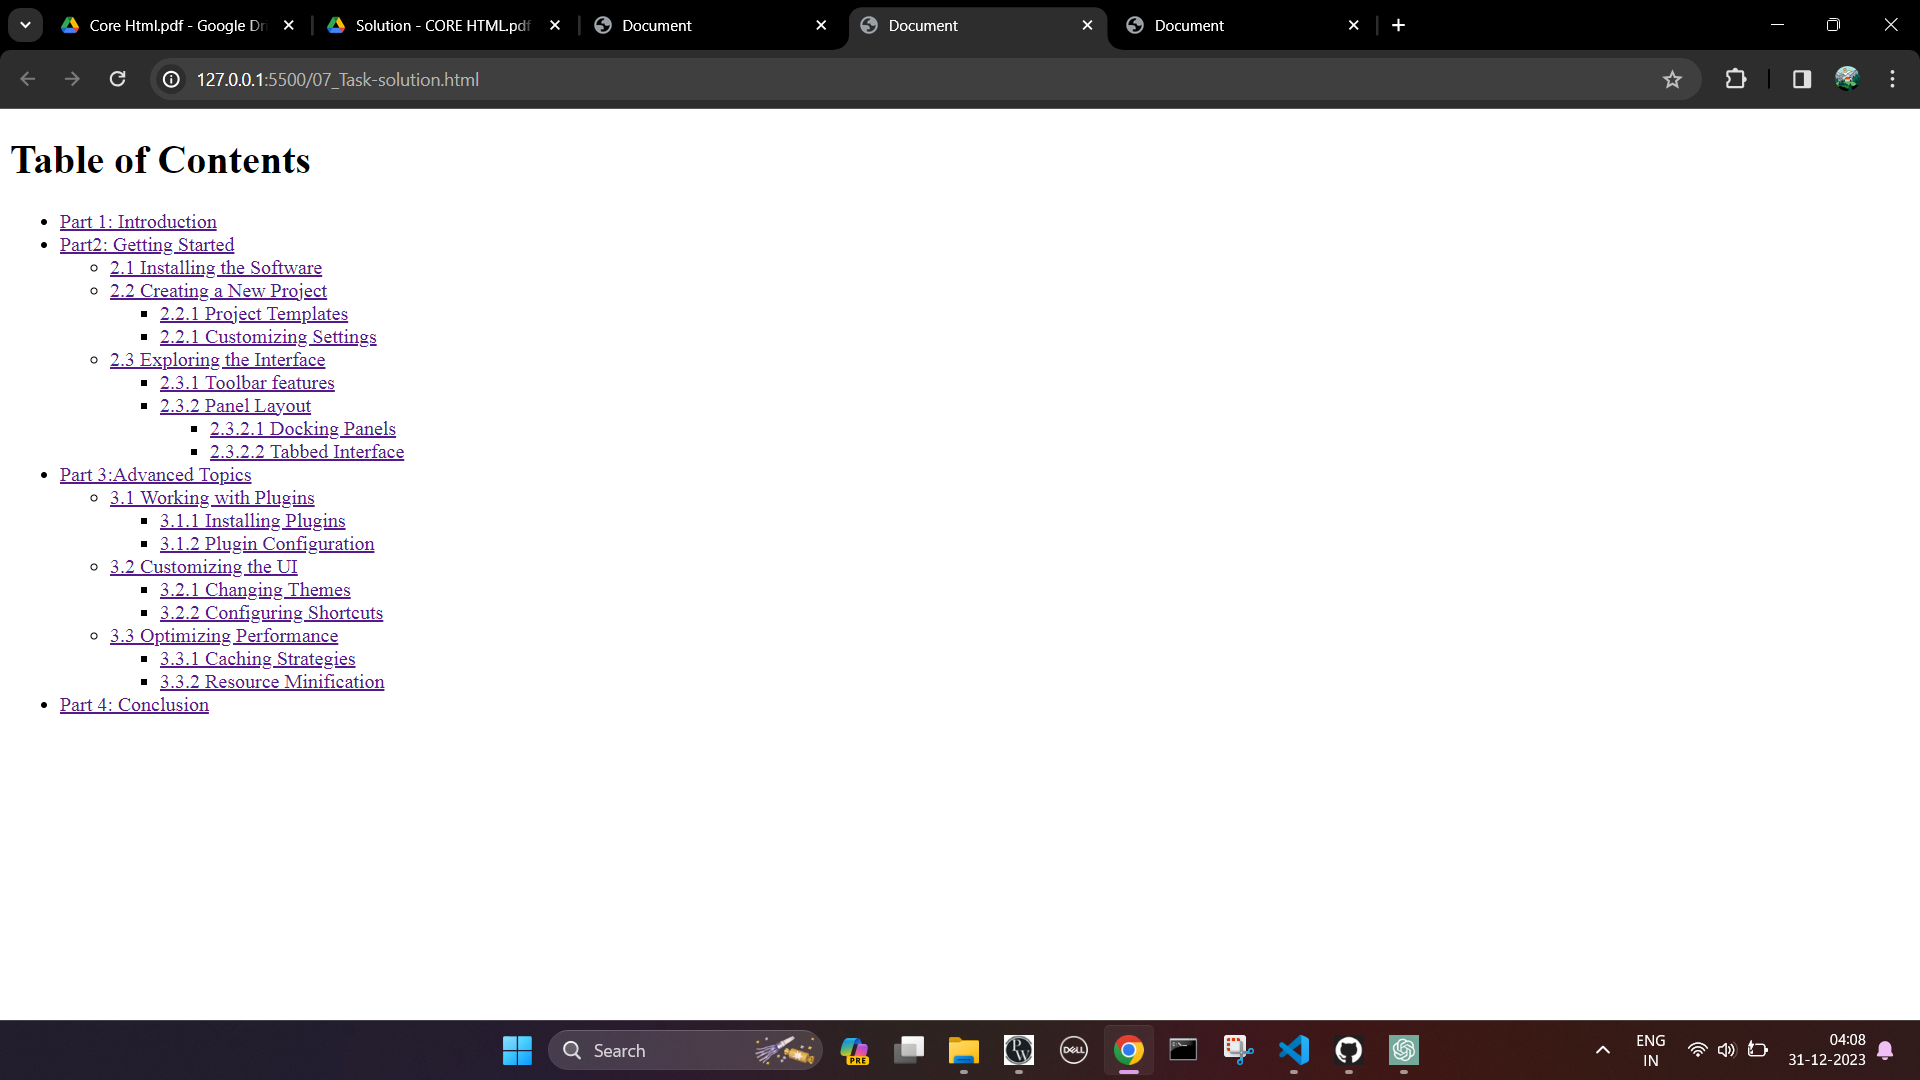 Core Html.pdf - Google Dr
Solution - CORE HTML.pdf
Document
Document
Document
127.0.0.1:5500/07_Task-solution.html
Table of Contents
Part 1: Introduction
Part2: Getting Started
2.1 Installing the Software
2.2 Creating a New Project
2.2.1 Project Templates
2.2.1 Customizing Settings
2.3 Exploring the Interface
2.3.1 Toolbar features
2.3.2 Panel Layout
2.3.2.1 Docking Panels
2.3.2.2 Tabbed Interface
Part 3:Advanced Topics
3.1 Working with Plugins
3.1.1 Installing Plugins
3.1.2 Plugin Configuration
3.2 Customizing the UI
3.2.1 Changing Themes
3.2.2 Configuring Shortcuts
3.3 Optimizing Performance
3.3.1 Caching Strategies
3.3.2 Resource Minification
Part 4: Conclusion
Search
PRE
PW
DELL
ENG
IN
04:08
31-12-2023